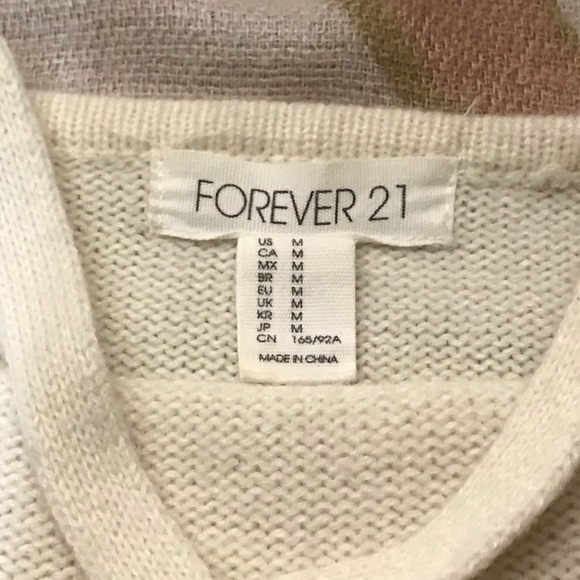 FOREVER 21
US M
CA M
MX M
BR M
EU M
UK M
KR M
JP M
CN 165/92A
MADE IN CHINA